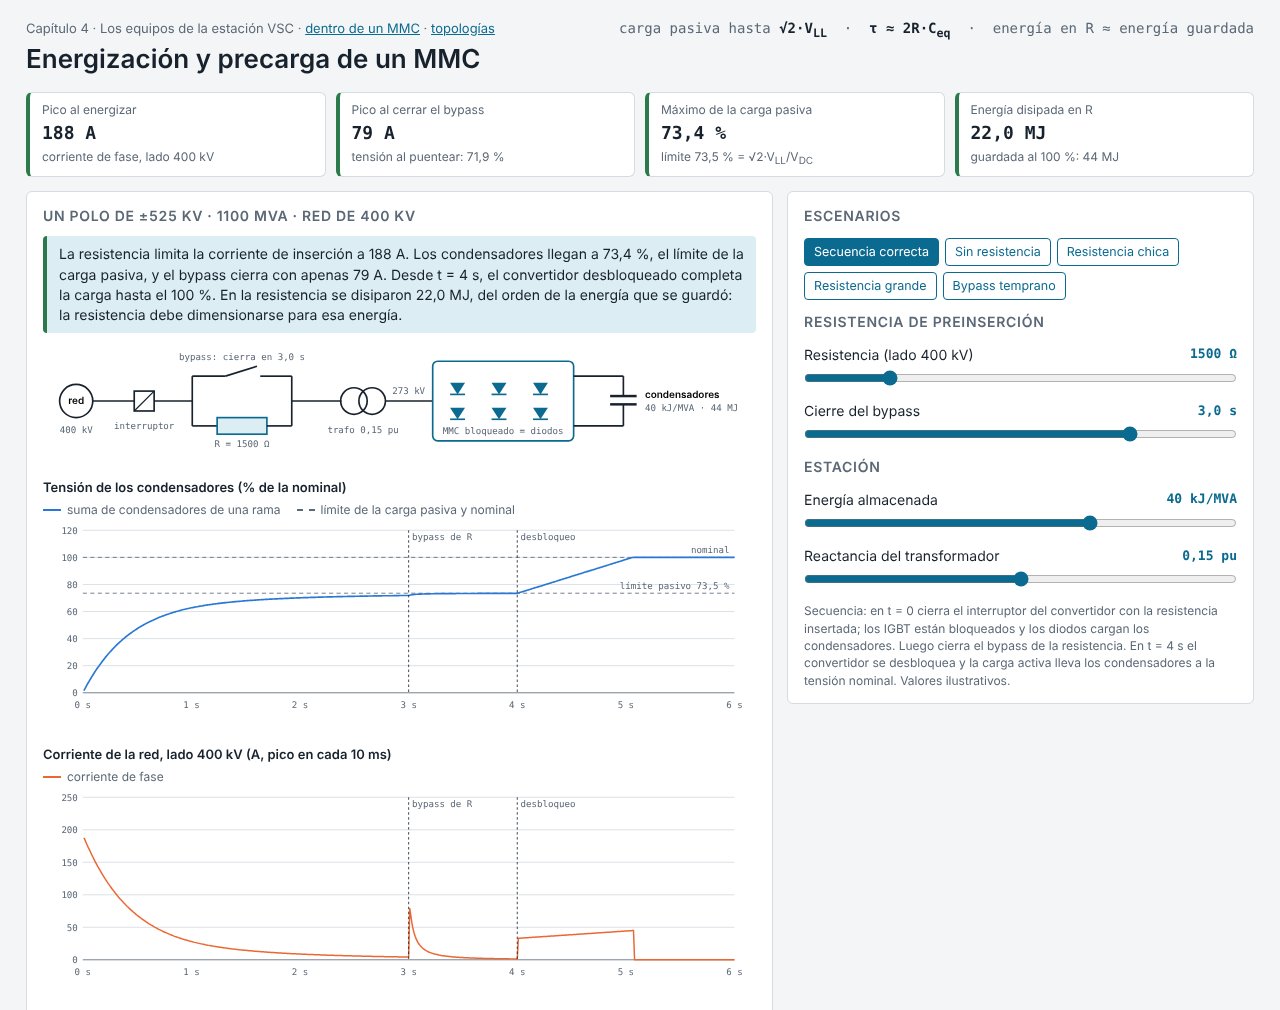 Capítulo 4 · Los equipos de la estación VSC · dentro de un MMC · topologías
carga pasiva hasta √2·VLL · τ ≈ 2R·Ceq · energía en R ≈ energía guardada
Energización y precarga de un MMC
Pico al energizar
188 A
corriente de fase, lado 400 kV
Pico al cerrar el bypass
79 A
tensión al puentear: 71,9 %
Máximo de la carga pasiva
73,4 %
límite 73,5 % = √2·VLL/VDC
Energía disipada en R
22,0 MJ
guardada al 100 %: 44 MJ
UN POLO DE ±525 KV · 1100 MVA · RED DE 400 KV
La resistencia limita la corriente de inserción a 188 A. Los condensadores llegan a 73,4 %, el límite de la
carga pasiva, y el bypass cierra con apenas 79 A. Desde t = 4 s, el convertidor desbloqueado completa
la carga hasta el 100 %. En la resistencia se disiparon 22,0 MJ, del orden de la energía que se guardó:
la resistencia debe dimensionarse para esa energía.
bypass: cierra en 3,0 s
red
400 kV
interruptor
R = 1500 Ω
trafo 0,15 pu
273 kV
MMC bloqueado = diodos
condensadores
40 kJ/MVA · 44 MJ
Tensión de los condensadores (% de la nominal)
suma de condensadores de una rama
límite de la carga pasiva y nominal
120
100
80
60
40
20
0
bypass de R
desbloqueo
nominal
límite pasivo 73,5 %
0 s
1 s
2 s
3 s
4 s
5 s
6 s
Corriente de la red, lado 400 kV (A, pico en cada 10 ms)
corriente de fase
250
200
150
100
50
0
bypass de R
desbloqueo
0 s
1 s
2 s
3 s
4 s
5 s
6 s
ESCENARIOS
Secuencia correcta
Sin resistencia
Resistencia chica
Resistencia grande
Bypass temprano
RESISTENCIA DE PREINSERCIÓN
Resistencia (lado 400 kV)
1500 Ω
Cierre del bypass
3,0 s
ESTACIÓN
Energía almacenada
40 kJ/MVA
Reactancia del transformador
0,15 pu
Secuencia: en t = 0 cierra el interruptor del convertidor con la resistencia
insertada; los IGBT están bloqueados y los diodos cargan los
condensadores. Luego cierra el bypass de la resistencia. En t = 4 s el
convertidor se desbloquea y la carga activa lleva los condensadores a la
tensión nominal. Valores ilustrativos.